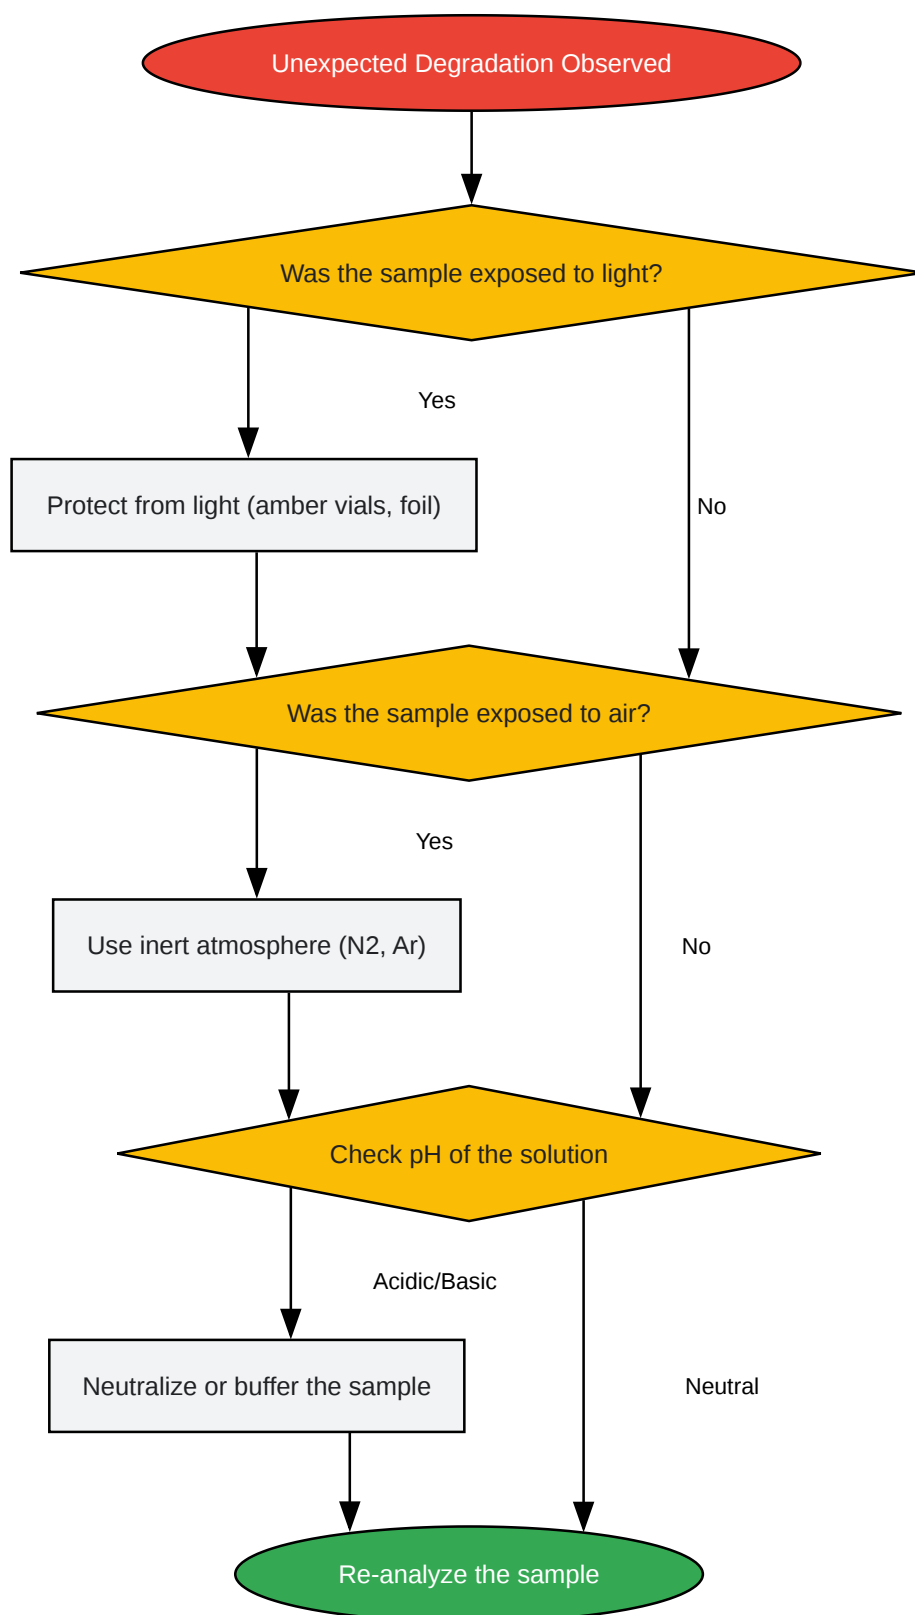 Unexpected Degradation Observed
Was the sample exposed to light?
Yes
Protect from light (amber vials, foil)
No
Was the sample exposed to air?
Yes
Use inert atmosphere (N2, Ar)
No
Check pH of the solution
Acidic/Basic
Neutralize or buffer the sample
Neutral
Re-analyze the sample